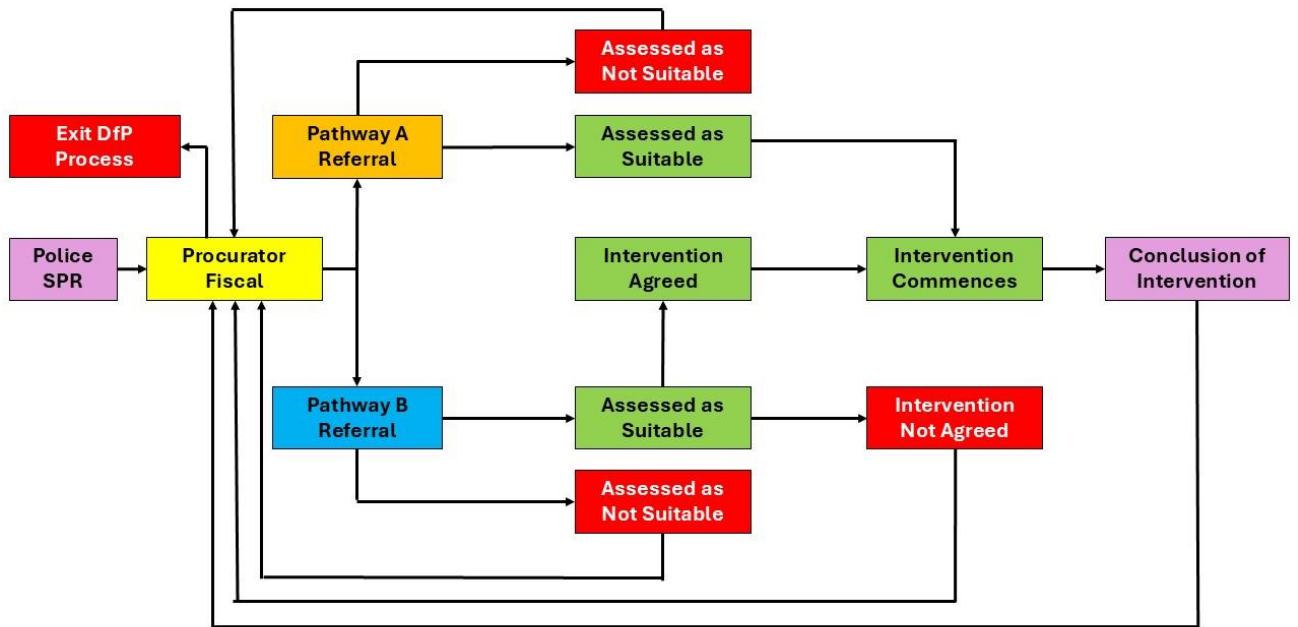 Assessed as
Not Suitable
Exit DfP
Process
Pathway A
Referral
Assessed as
Suitable
Police
SPR
Procurator
Fiscal
Intervention
Agreed
Intervention
Commences
Conclusion of
Intervention
Pathway B
Referral
Assessed as
Suitable
Intervention
Not Agreed
Assessed as
Not Suitable